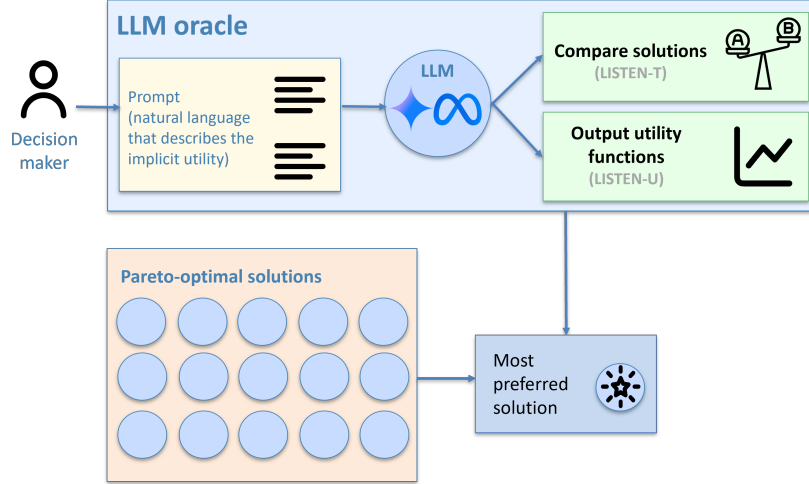 LLM oracle
Decision
maker
Prompt
(natural language
that describes the
implicit utility)
LLM
Compare solutions
(LISTEN-T)
A
B
Output utility
functions
(LISTEN-U)
Pareto-optimal solutions
Most
preferred
solution